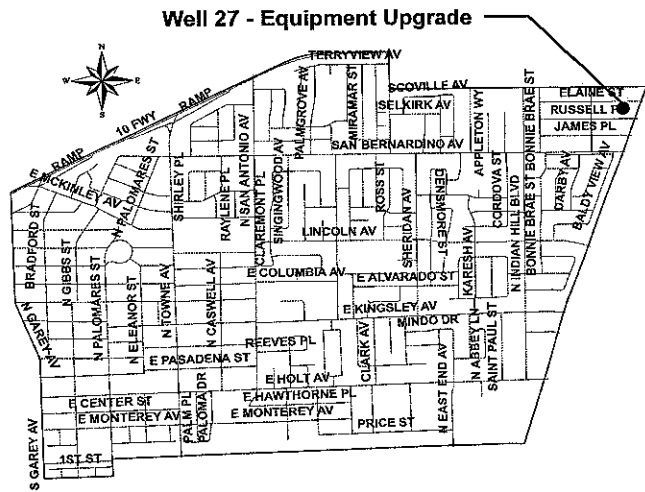 Well 27 - Equipment Upgrade
N
W E
S
TERRYVIEW AV
10 FWY
RAMP
RAMP
SCOVILLE AV
SELKIRK AV
ELAINE ST
RUSSELL PL
JAMES PL
SAN BERNARDINO AV
PALMGROVE AV
MIRAMAR ST
APPLETON WY
BONNIE BRAE ST
E MCKINLEY AV
N PALOMARES ST
SHIRLEY PL
RAYLENE PL
N SAN ANTONIO AV
CLAREMONT PL
SINGINGWOOD AV
ROSS ST
SHERIDAN AV
DENSMORE ST
CORDOVA ST
N INDIAN HILL BLVD
BONNIE BRAE ST
DARBY AV
BALDY VIEW AV
LINCOLN AV
BRADFORD ST
N GIBBS ST
N PALOMARES ST
N ELEANOR ST
N TOWNE AV
N CASWELL AV
E COLUMBIA AV
E ALVARADO ST
KARESH AV
N GAREY AV
E KINGSLEY AV
MINDO DR
REEVES PL
CLARK AV
N ABBEY LN
SAINT PAUL ST
E PASADENA ST
E HOLT AV
E CENTER ST
E HAWTHORNE PL
E MONTEREY AV
E MONTEREY AV
PALM PL
PALOMA DR
N EAST END AV
PRICE ST
S GAREY AV
1ST ST